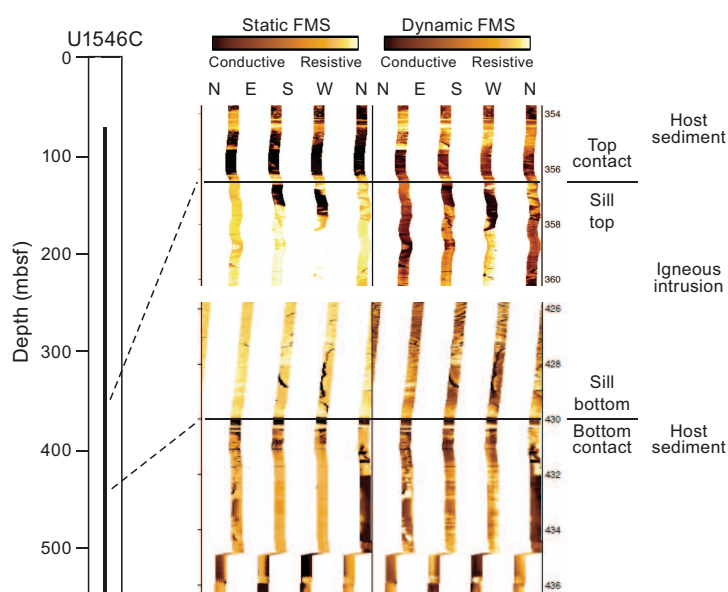 U1546C
Static FMS
Dynamic FMS
Conductive Resistive
Conductive Resistive
N E S W N
N E S W N
Depth (mbsf)
0
100
200
300
400
500
354
356
358
360
426
428
430
432
434
436
Top
contact
Sill
top
Sill
bottom
Bottom
contact
Host
sediment
Igneous
intrusion
Host
sediment